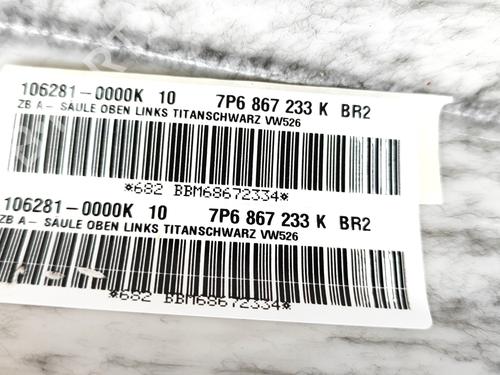 106281-0000K 10 7P6 867 233 K BR2
ZB A- SAULE OBEN LINKS TITANSCHWARZ VW526
*682 BBM68672334*
106281-0000K 10 7P6 867 233 K BR2
ZB A- SAULE OBEN LINKS TITANSCHWARZ VW526
*682 BBM68672334*